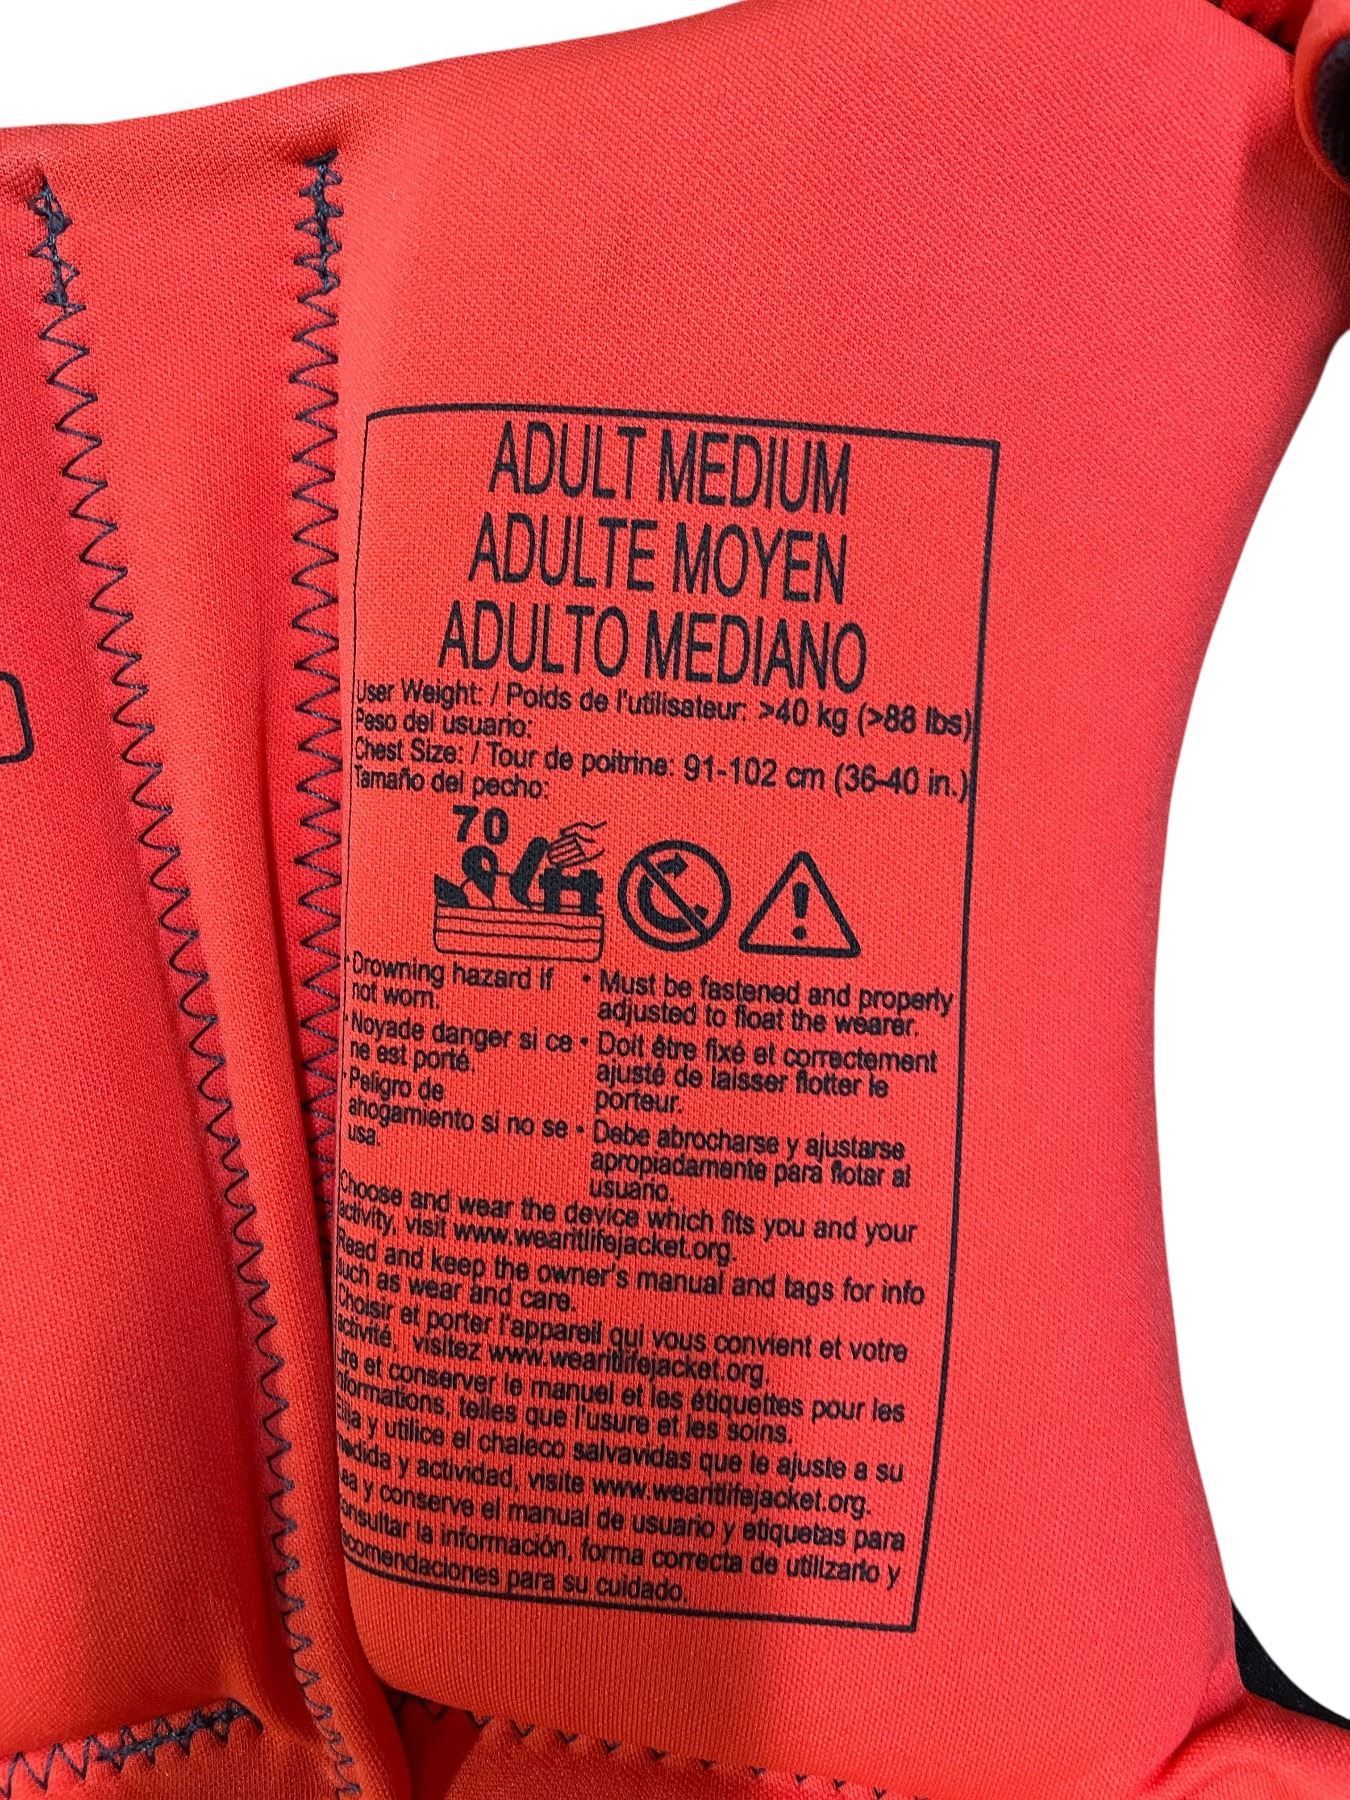 ADULT MEDIUM
ADULTE MOYEN
ADULTO MEDIANO
User Weight: / Poids de l'utilisateur: >40 kg (>88 lbs)
Peso del usuario:
Chest Size: / Tour de poitrine: 91-102 cm (36-40 in.)
Tamaño del pecho:
70
• Drowning hazard if
not worn.
• Noyade danger si ce
ne est porté.
• Peligro de
ahogamiento si no se
usa.
• Must be fastened and properly
adjusted to float the wearer.
• Doit être fixé et correctement
ajusté de laisser flotter le
porteur.
• Debe abrocharse y ajustarse
apropiadamente para flotar al
usuario.
Choose and wear the device which fits you and your
activity, visit www.wearitlifejacket.org.
Read and keep the owner's manual and tags for info
such as wear and care.
Choisir et porter l'appareil qui vous convient et votre
activité, visitez www.wearitlifejacket.org.
Lire et conserver le manuel et les étiquettes pour les
informations, telles que l'usure et les soins.
y utilice el chaleco salvavidas que le ajuste a su
medida y actividad, visite www.wearitlifejacket.org.
Lea y conserve el manual de usuario y etiquetas para
consultar la información, forma correcta de utilizarlo y
recomendaciones para su cuidado.